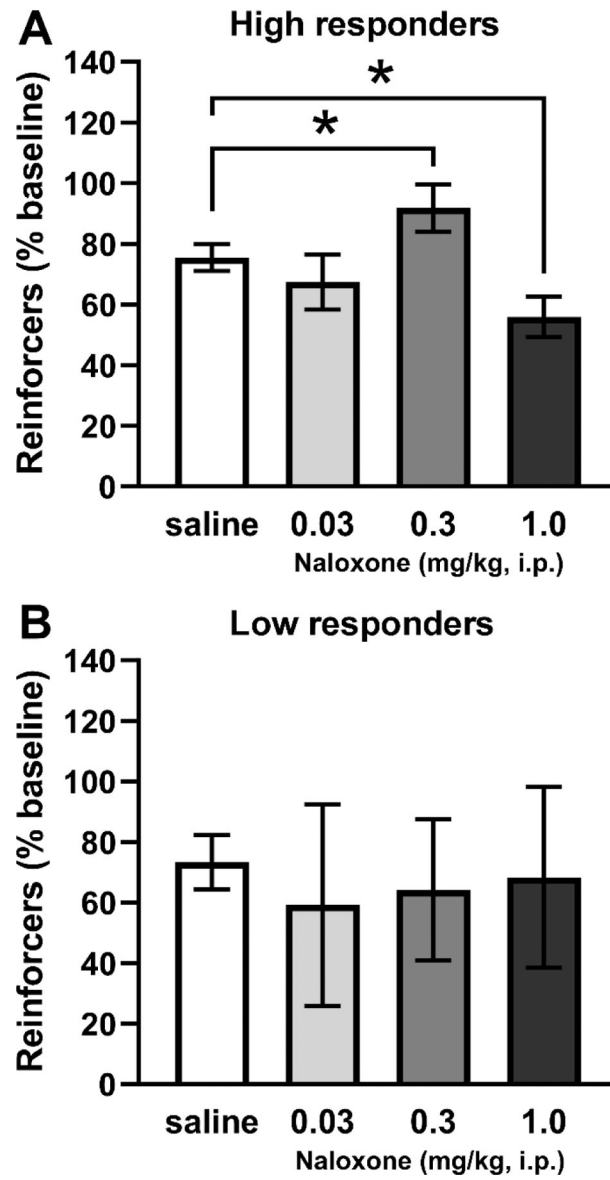 A
High responders
Reinforcers (% baseline)
140
120
100
80
60
40
20
0
*
*
saline 0.03 0.3 1.0
Naloxone (mg/kg, i.p.)
B
Low responders
Reinforcers (% baseline)
140
120
100
80
60
40
20
0
saline 0.03 0.3 1.0
Naloxone (mg/kg, i.p.)